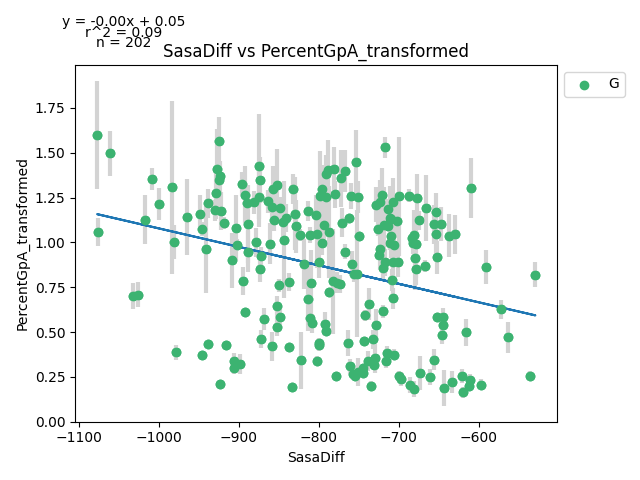 y = -0.00x + 0.05
r^2 = 0.09
n = 202
SasaDiff vs PercentGpA_transformed
G
PercentGpA_transformed
1.75
1.50
1.25
1.00
0.75
0.50
0.25
0.00
−1100 −1000 −900 −800 −700 −600
SasaDiff